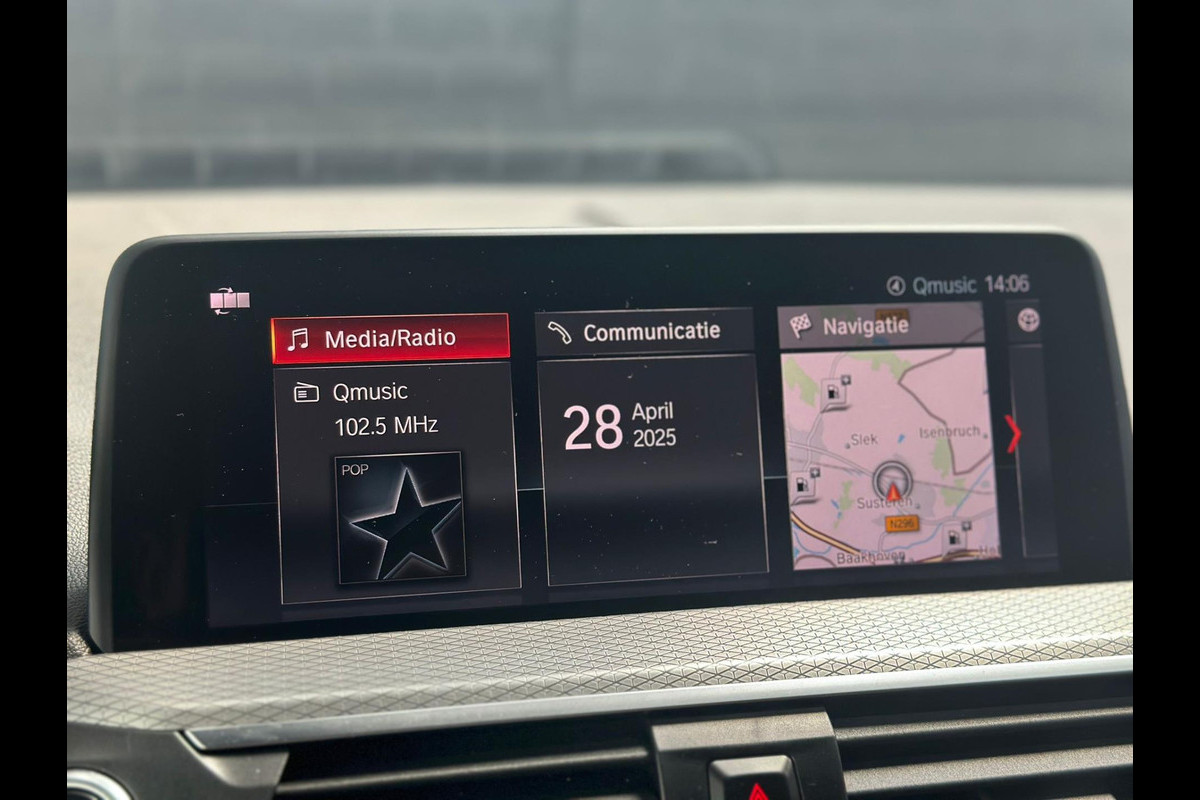 Qmusic 14:06
Media/Radio
Qmusic
102.5 MHz
POP
Communicatie
28 April
2025
Navigatie
Slek
Isenbruch
Susteren
N296
Baakhoven